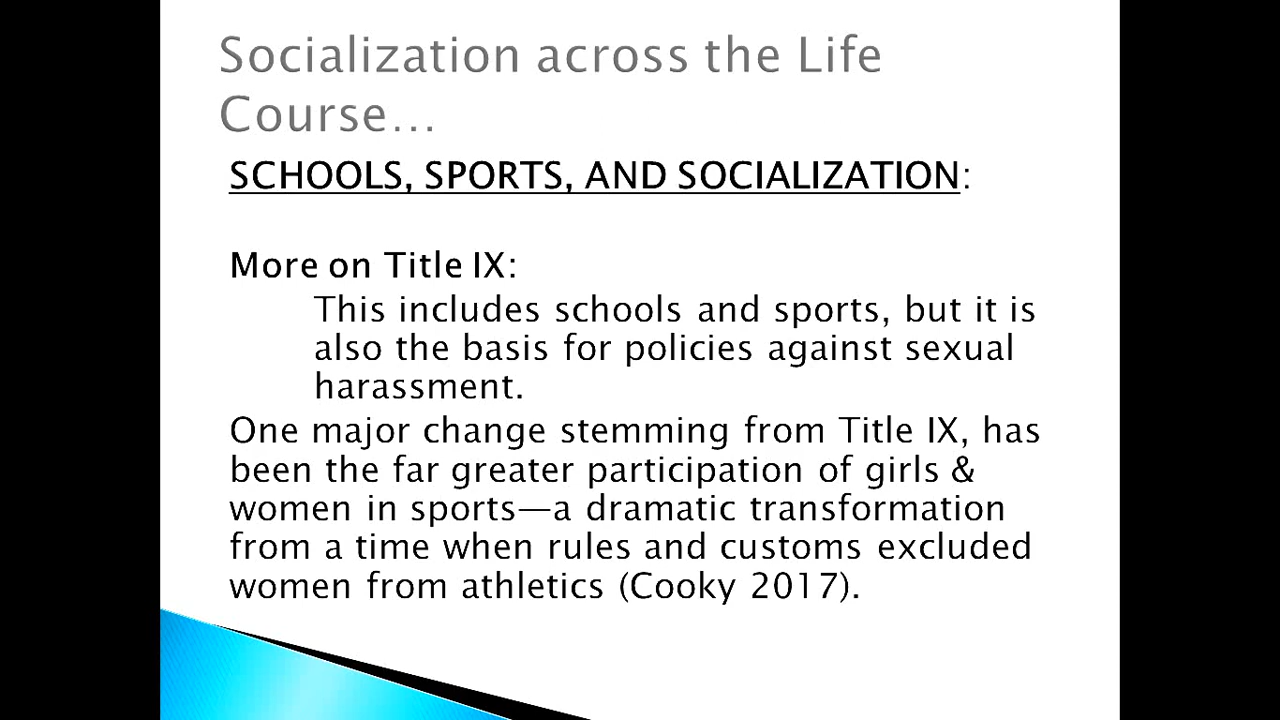 Socialization across the Life
Course…
SCHOOLS, SPORTS, AND SOCIALIZATION:
More on Title IX:
This includes schools and sports, but it is
also the basis for policies against sexual
harassment.
One major change stemming from Title IX, has
been the far greater participation of girls &
women in sports—a dramatic transformation
from a time when rules and customs excluded
women from athletics (Cooky 2017).